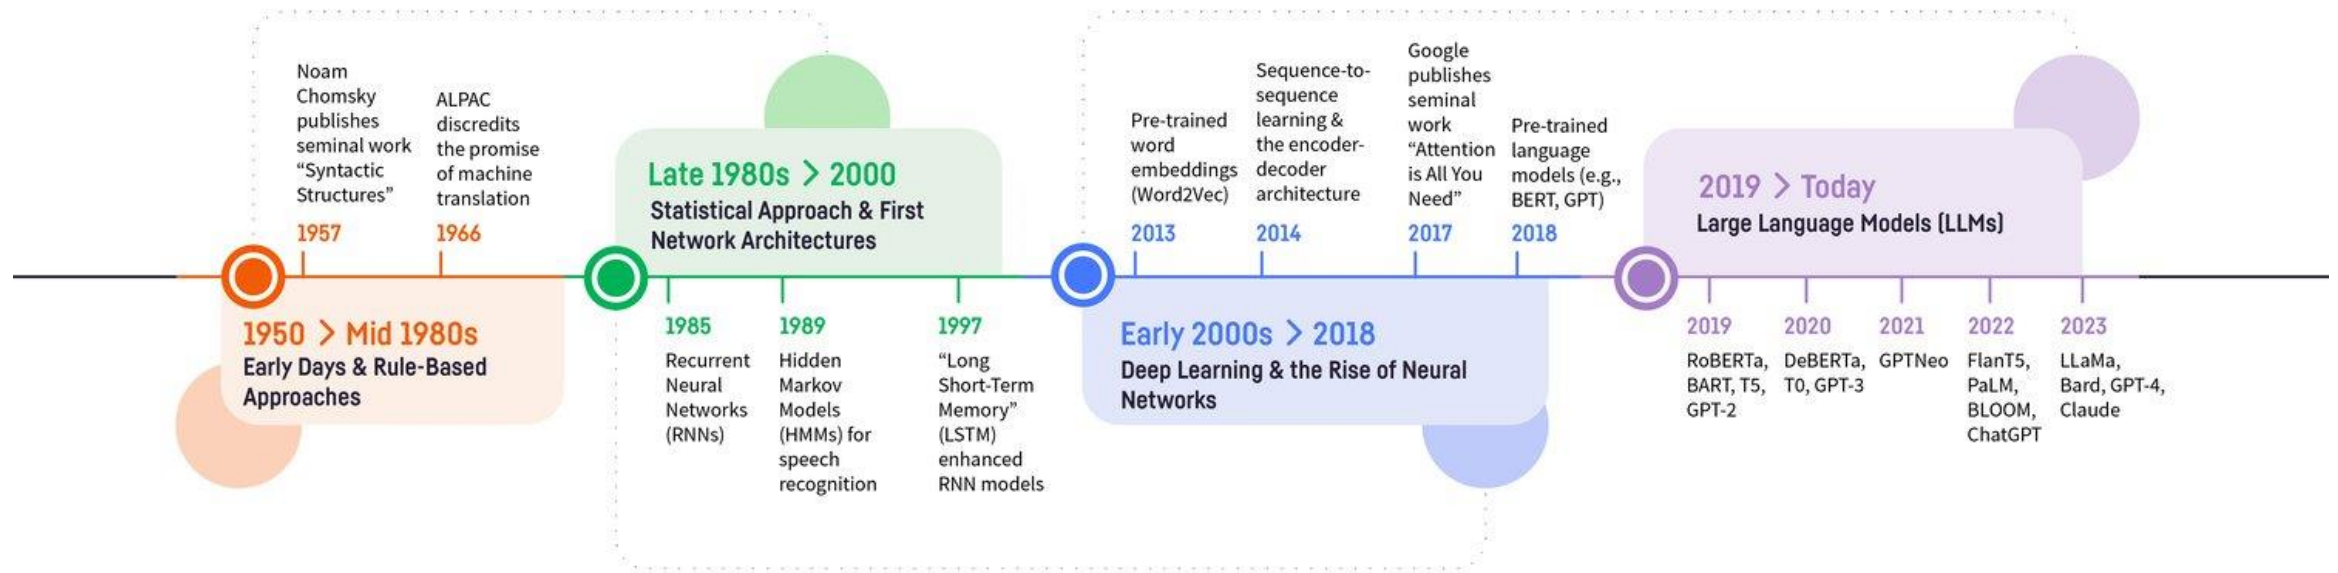 Noam
Chomsky
publishes
seminal work
“Syntactic
Structures”
1957
ALPAC
discredits
the promise
of machine
translation
1966
1950 > Mid 1980s
Early Days & Rule-Based
Approaches
Late 1980s > 2000
Statistical Approach & First
Network Architectures
1985
Recurrent
Neural
Networks
(RNNs)
1989
Hidden
Markov
Models
(HMMs) for
speech
recognition
1997
“Long
Short-Term
Memory”
(LSTM)
enhanced
RNN models
Pre-trained
word
embeddings
(Word2Vec)
2013
Sequence-to-
sequence
learning &
the encoder-
decoder
architecture
2014
Google
publishes
seminal
work
“Attention
is All You
Need”
2017
Pre-trained
language
models (e.g.,
BERT, GPT)
2018
Early 2000s > 2018
Deep Learning & the Rise of Neural
Networks
2019 > Today
Large Language Models (LLMs)
2019
RoBERTa,
BART, T5,
GPT-2
2020
DeBERTa,
T0, GPT-3
2021
GPTNeo
2022
FlanT5,
PaLM,
BLOOM,
ChatGPT
2023
LLaMa,
Bard, GPT-4,
Claude